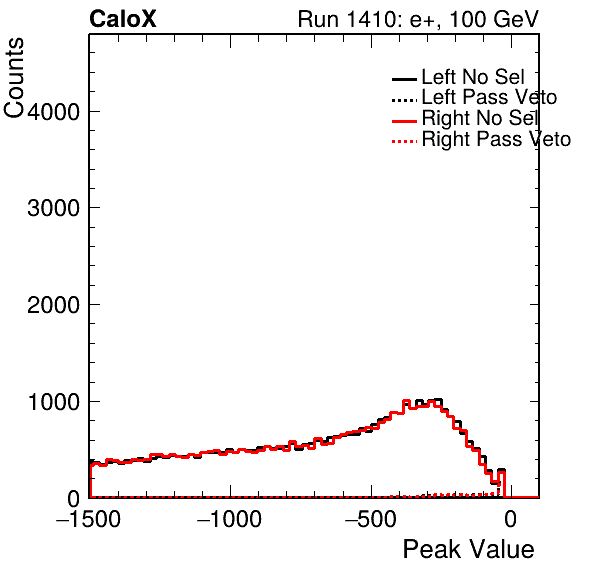 CaloX Run 1410: e+, 100 GeV
Counts
Left No Sel
Left Pass Veto
Right No Sel
Right Pass Veto
4000
3000
2000
1000
0
−1500 −1000 −500 0
Peak Value